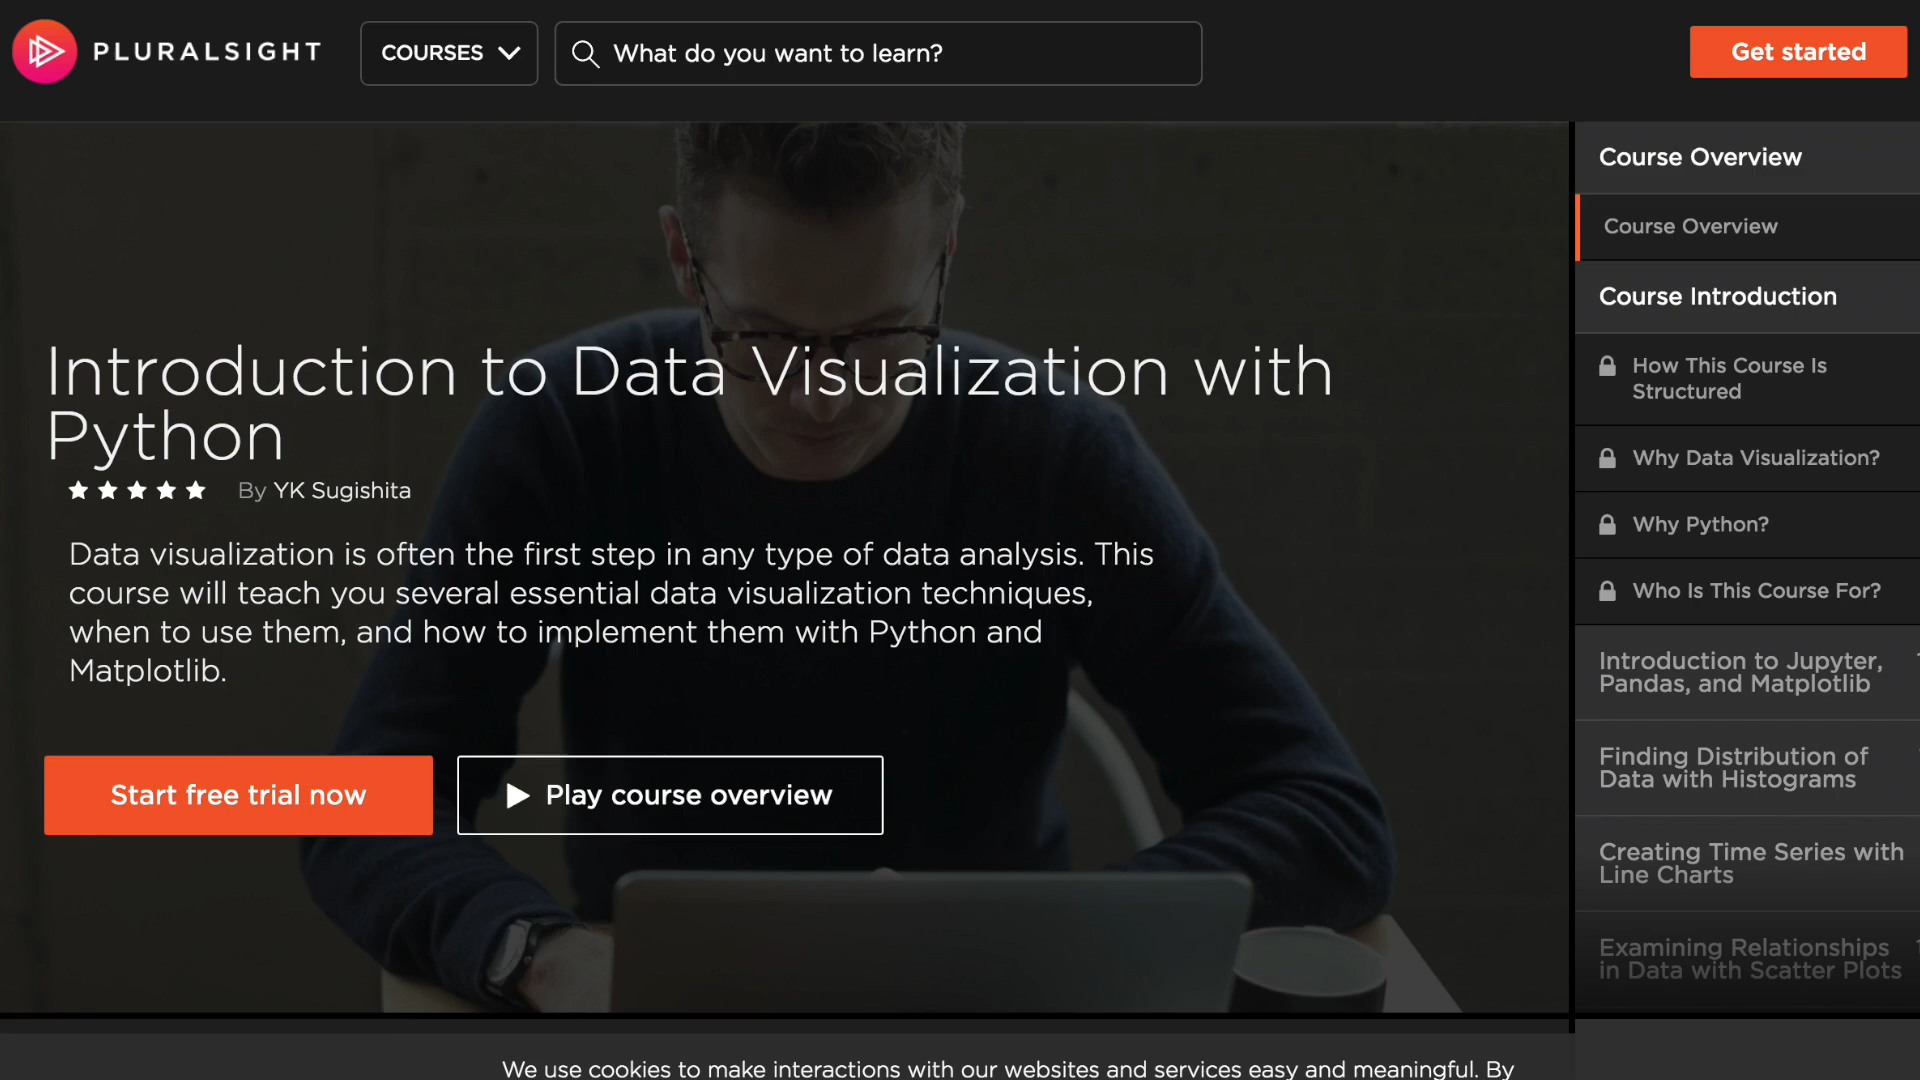 PLURALSIGHT
COURSES
What do you want to learn?
Get started
Introduction to Data Visualization with
Python
By YK Sugishita
Data visualization is often the first step in any type of data analysis. This
course will teach you several essential data visualization techniques,
when to use them, and how to implement them with Python and
Matplotlib.
Start free trial now
Play course overview
Course Overview
Course Overview
Course Introduction
How This Course Is
Structured
Why Data Visualization?
Why Python?
Who Is This Course For?
Introduction to Jupyter,
Pandas, and Matplotlib
Finding Distribution of
Data with Histograms
Creating Time Series with
Line Charts
Examining Relationships
in Data with Scatter Plots
We use cookies to make interactions with our websites and services easy and meaningful. By